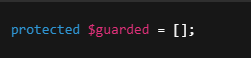 protected $guarded = [];